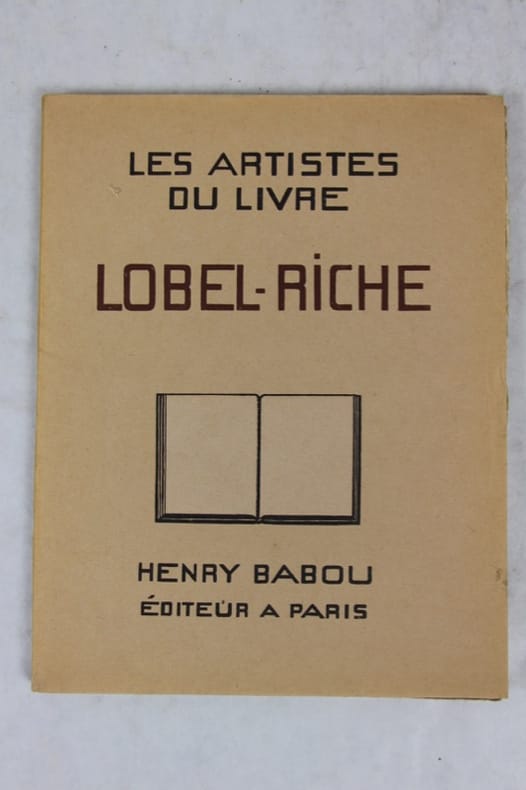 LES ARTISTES
DU LIVRE
LOBEL-RICHE
HENRY BABOU
ÉDITEUR A PARIS